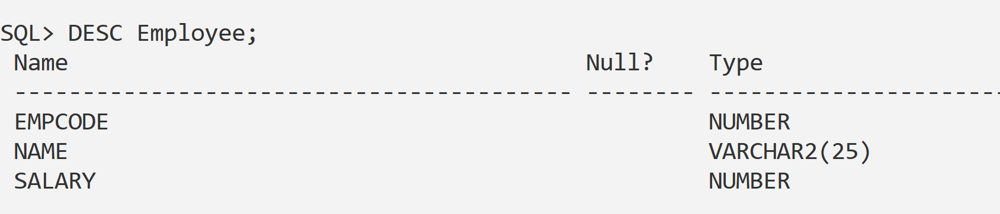 SQL> DESC Employee;
Name Null? Type
----------------------------------------- -------- ----------------------
EMPCODE NUMBER
NAME VARCHAR2(25)
SALARY NUMBER